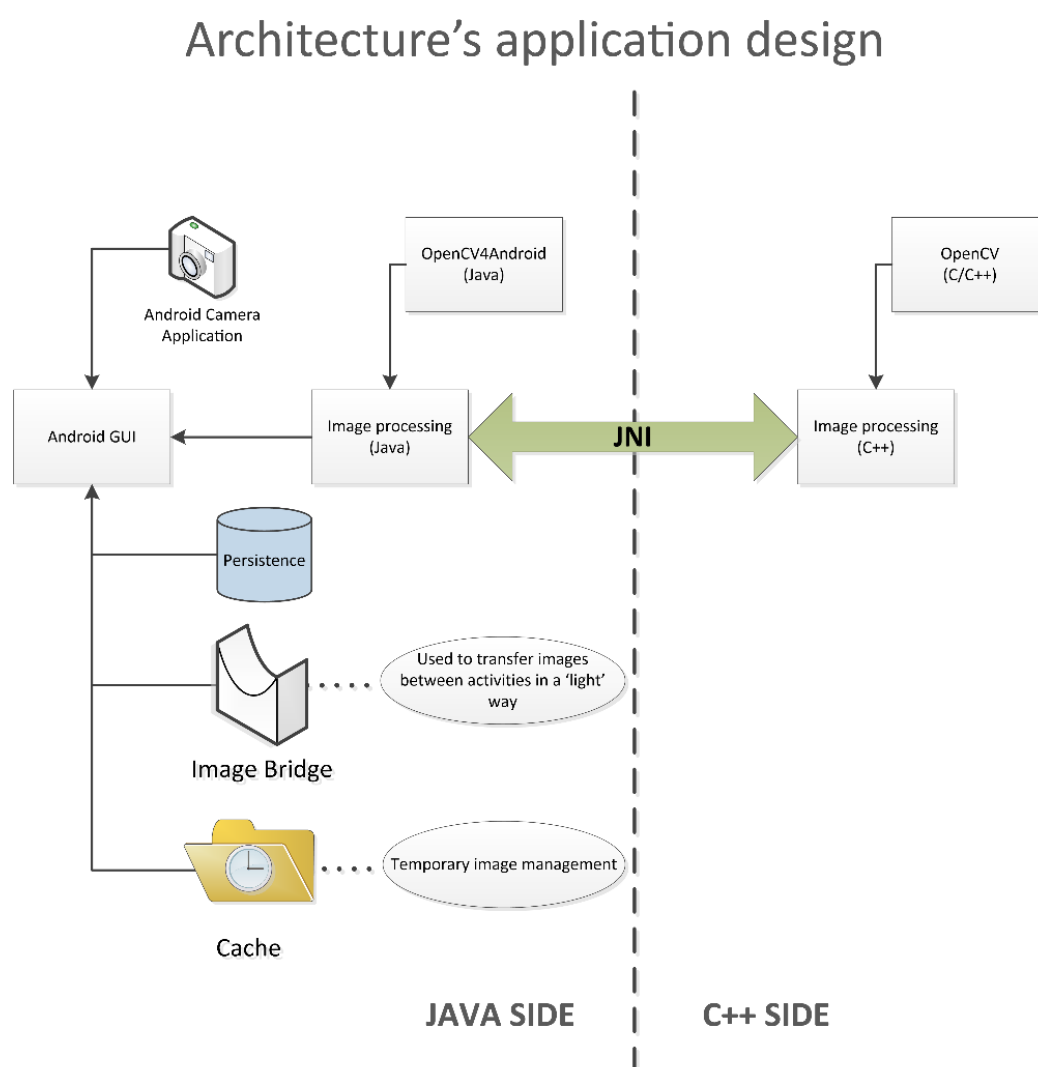 Architecture's application design
OpenCV4Android
(Java)
OpenCV
(C/C++)
Android Camera
Application
Android GUI
Image processing
(Java)
JNI
Image processing
(C++)
Persistence
Used to transfer images
between activities in a ‘light’
way
Image Bridge
Temporary image management
Cache
JAVA SIDE
C++ SIDE